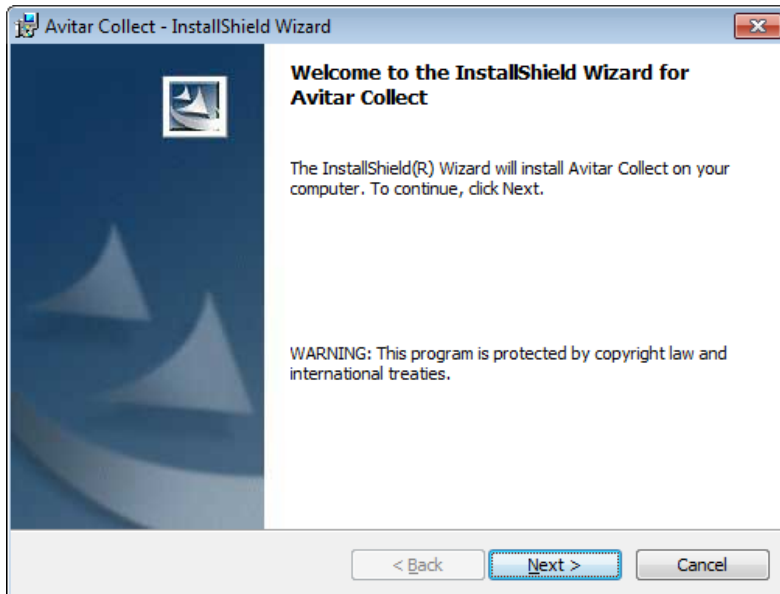 Avitar Collect - InstallShield Wizard
Welcome to the InstallShield Wizard for
Avitar Collect
The InstallShield(R) Wizard will install Avitar Collect on your
computer. To continue, click Next.
WARNING: This program is protected by copyright law and
international treaties.
< Back Next > Cancel